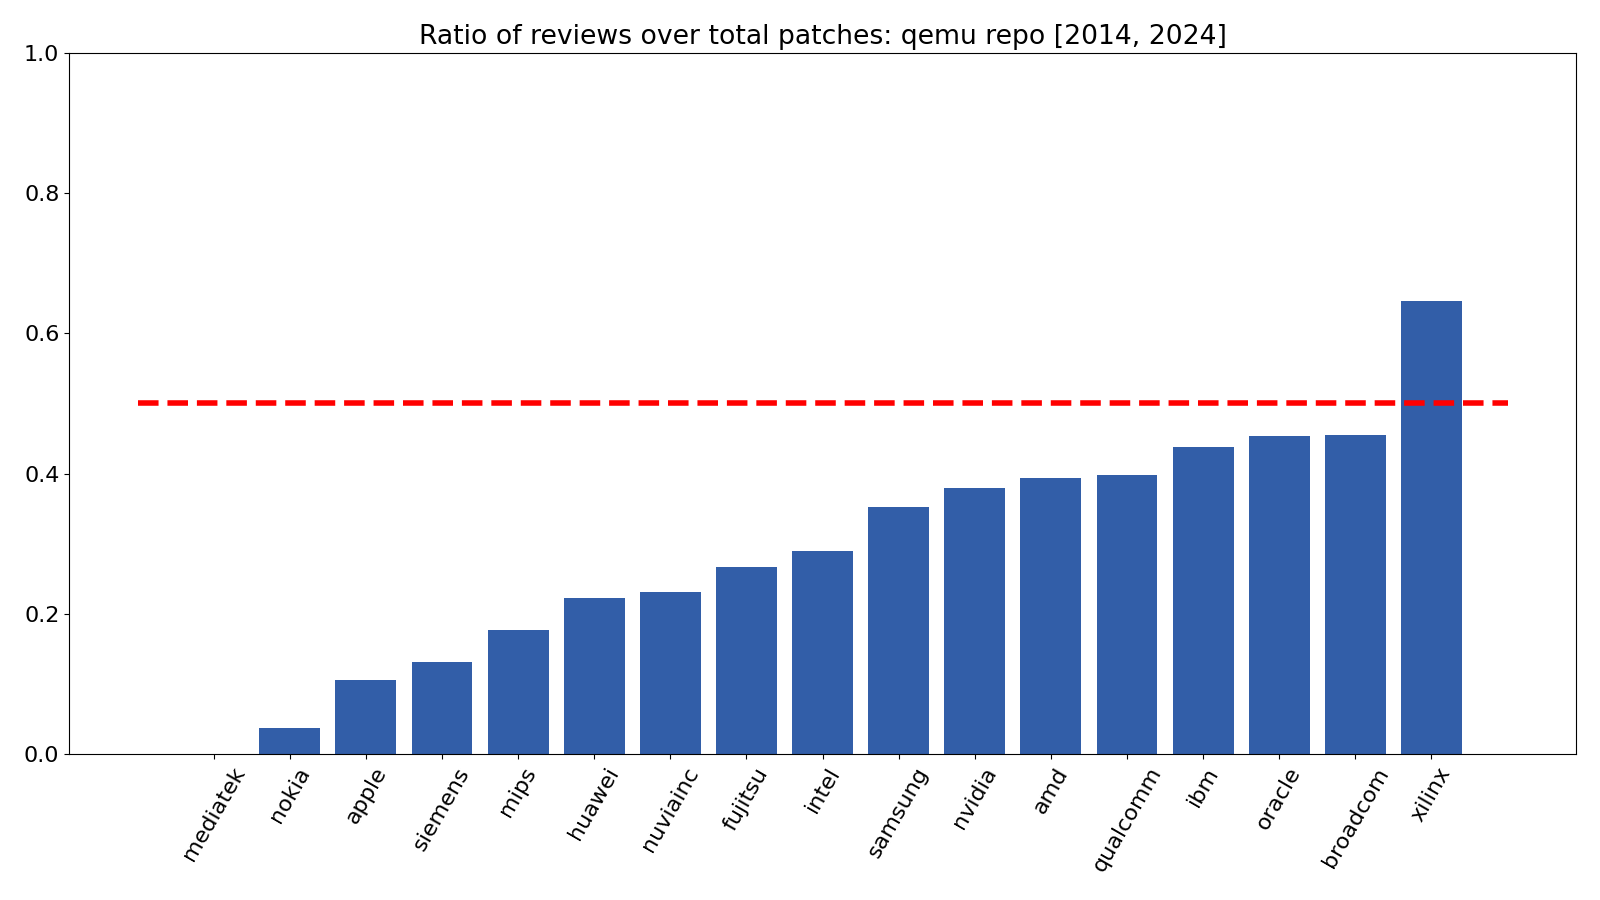 Ratio of reviews over total patches: qemu repo [2014, 2024]
1.0
0.8
0.6
0.4
0.2
0.0
mediatek
nokia
apple
siemens
mips
huawei
nuviainc
fujitsu
intel
samsung
nvidia
amd
qualcomm
ibm
oracle
broadcom
xilinx